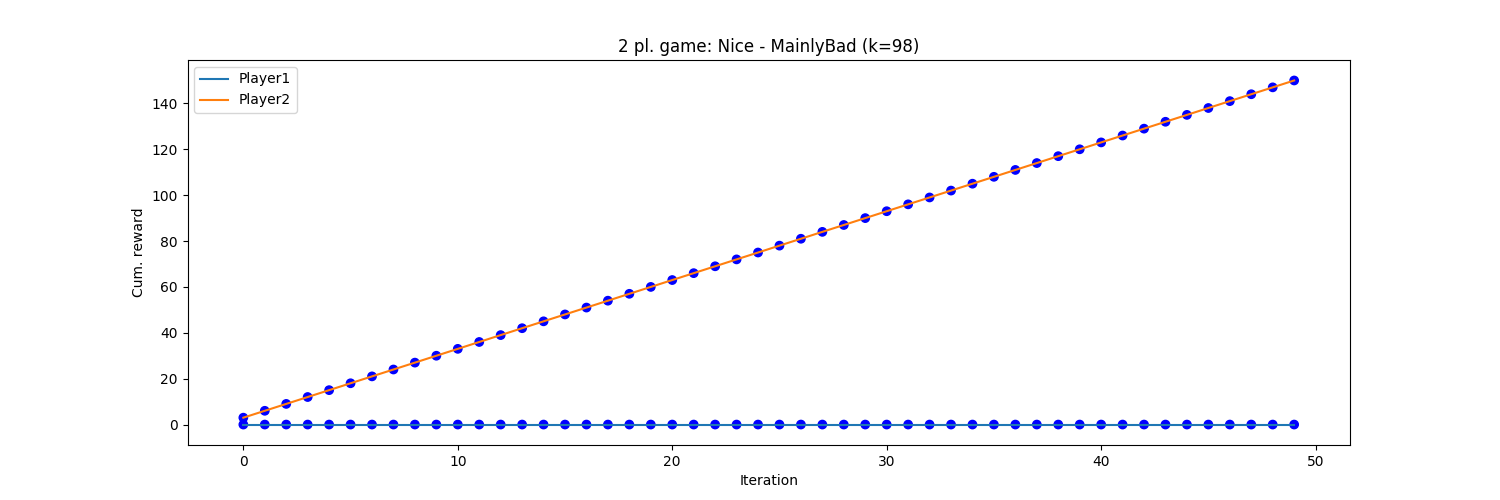 2 pl. game: Nice - MainlyBad (k=98)
Player1
Player2
Cum. reward
140
120
100
80
60
40
20
0
0 10 20 30 40 50
Iteration